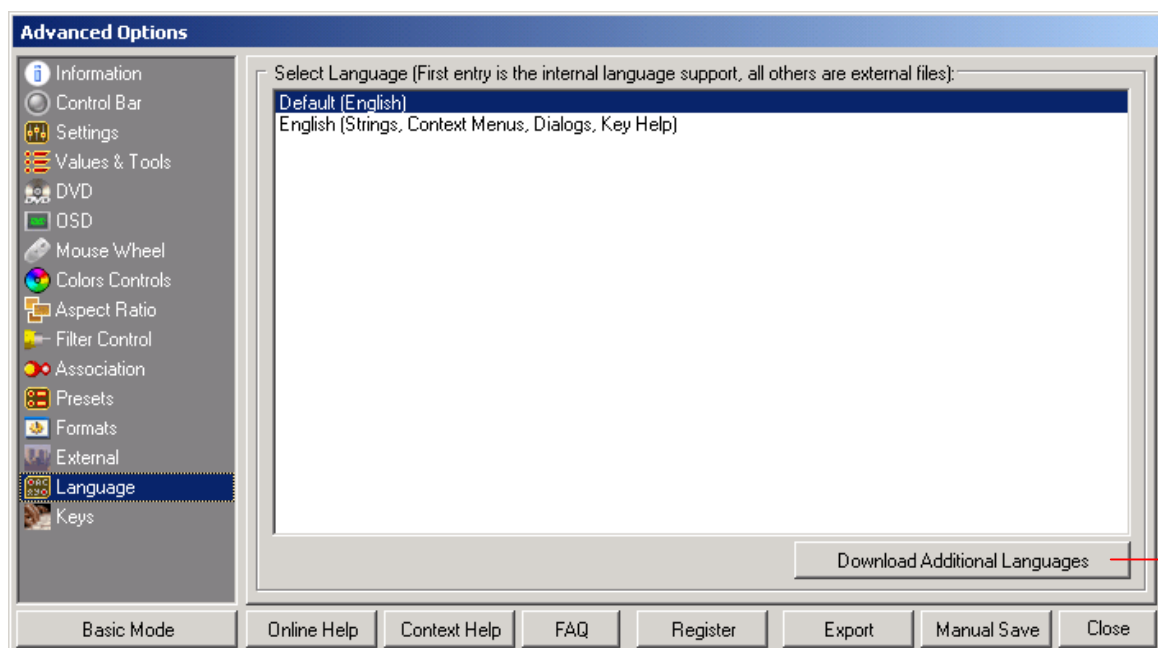 Advanced Options
Information
Control Bar
Settings
Values & Tools
DVD
OSD
Mouse Wheel
Colors Controls
Aspect Ratio
Filter Control
Association
Presets
Formats
External
Language
Keys
Select Language (First entry is the internal language support, all others are external files):
Default (English)
English (Strings, Context Menus, Dialogs, Key Help)
Download Additional Languages
Basic Mode
Online Help
Context Help
FAQ
Register
Export
Manual Save
Close